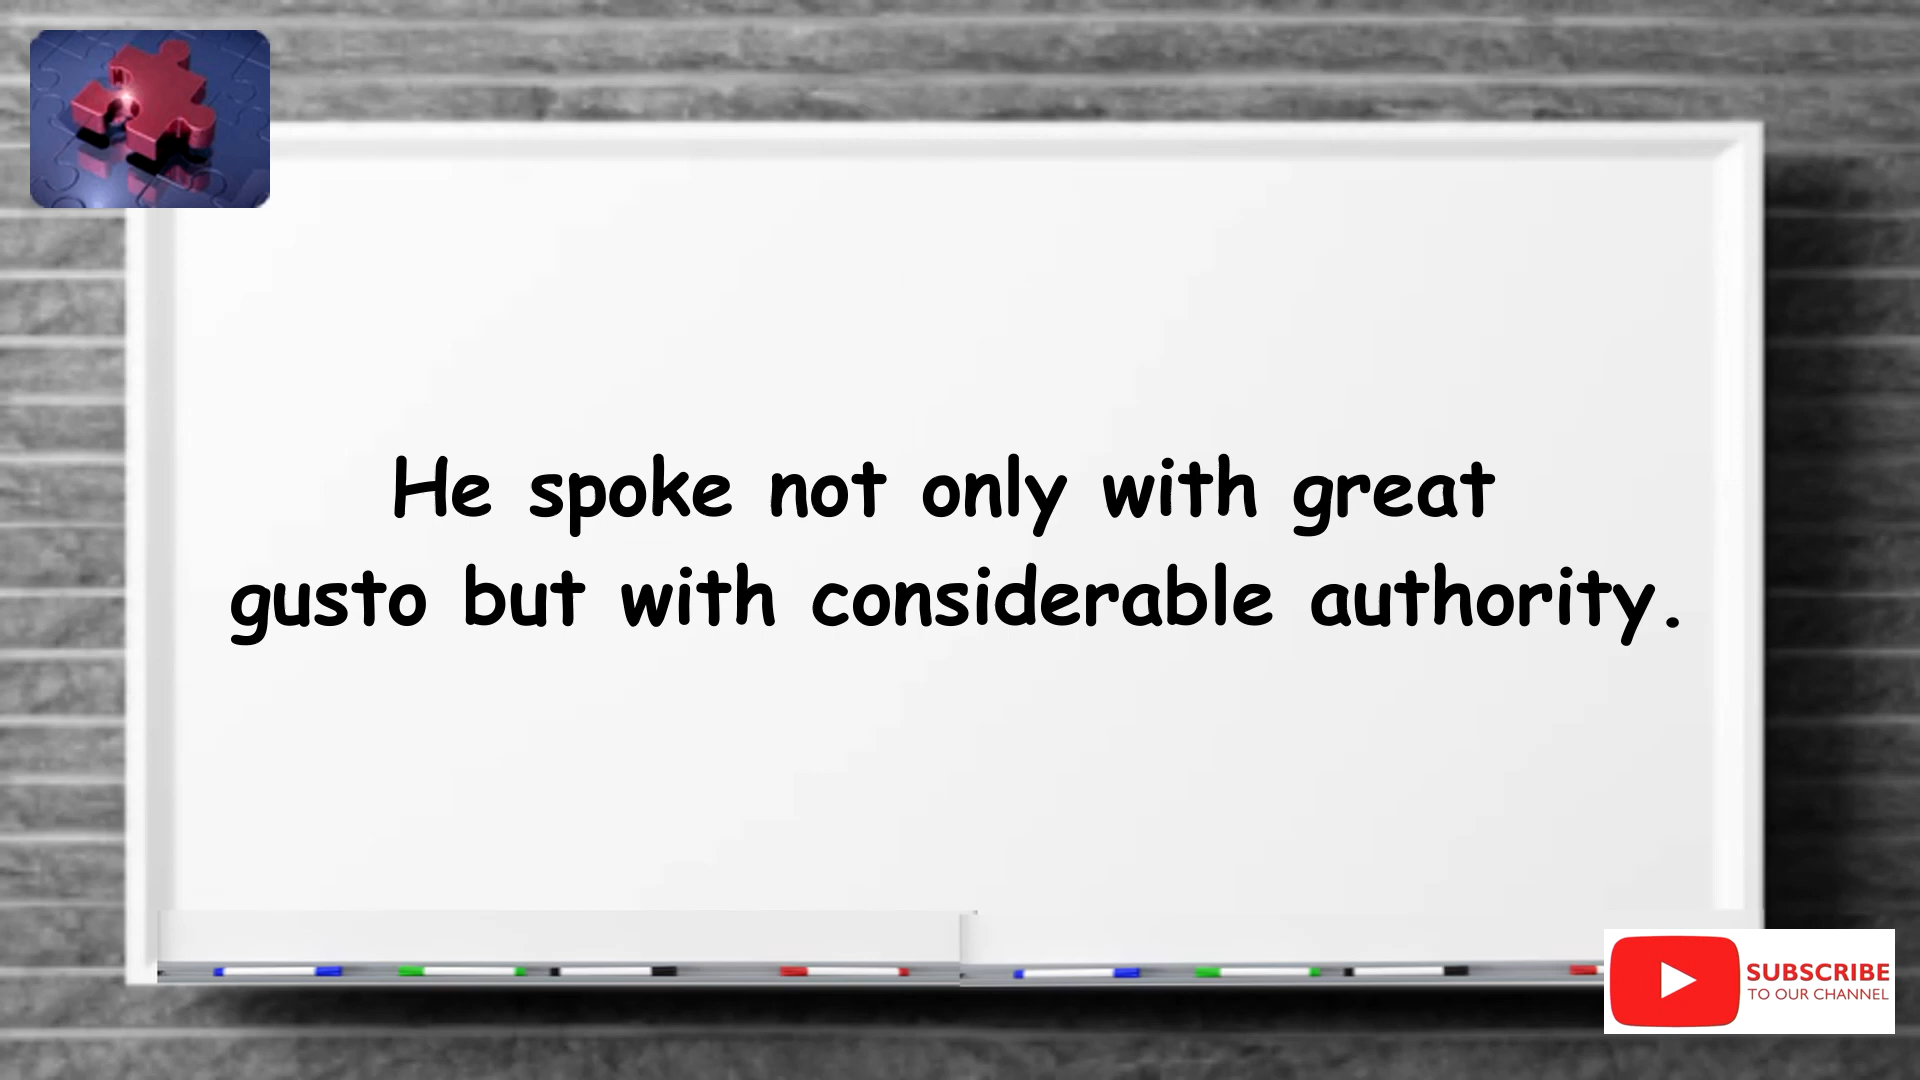 He spoke not only with great
gusto but with considerable authority.
SUBSCRIBE
TO OUR CHANNEL